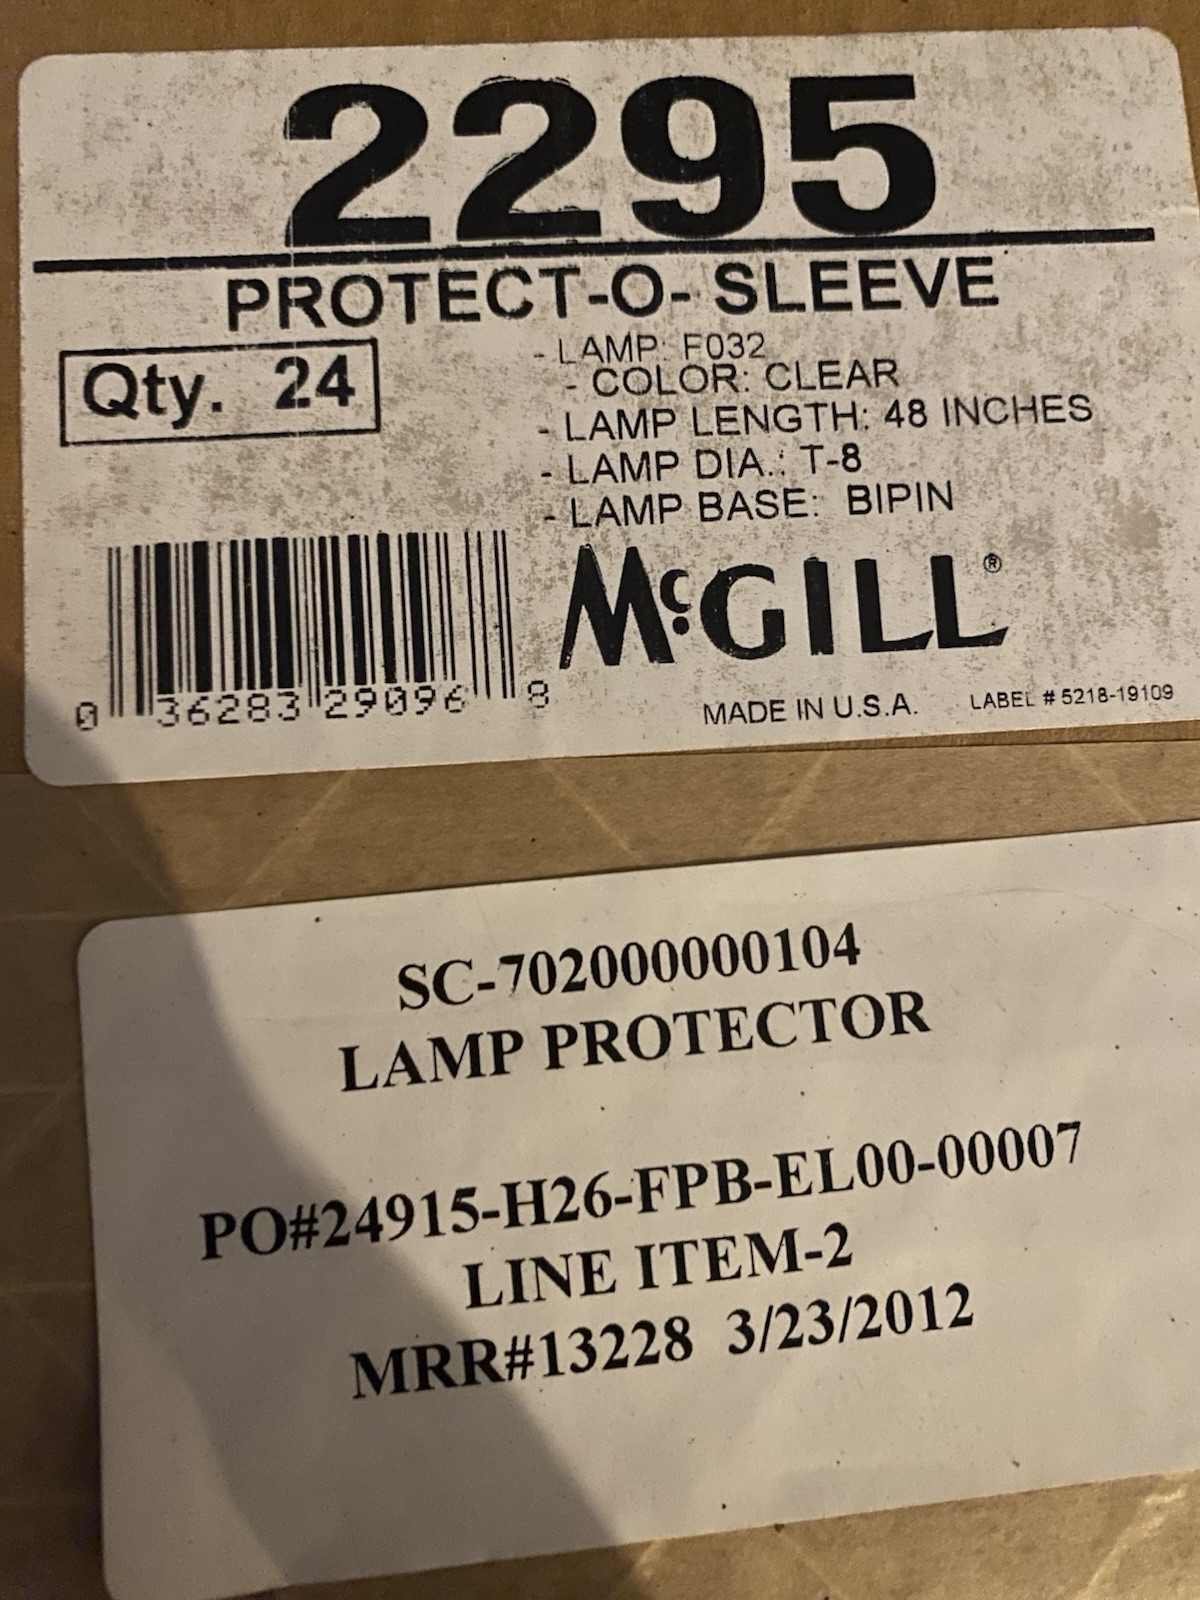 2295
PROTECT-O-SLEEVE
Qty. 24
- LAMP: F032
- COLOR: CLEAR
- LAMP LENGTH: 48 INCHES
- LAMP DIA.: T-8
- LAMP BASE: BIPIN
McGILL®
0 36283 29096 8
MADE IN U.S.A. LABEL # 5218-19109
SC-702000000104
LAMP PROTECTOR
PO#24915-H26-FPB-EL00-00007
LINE ITEM-2
MRR#13228 3/23/2012